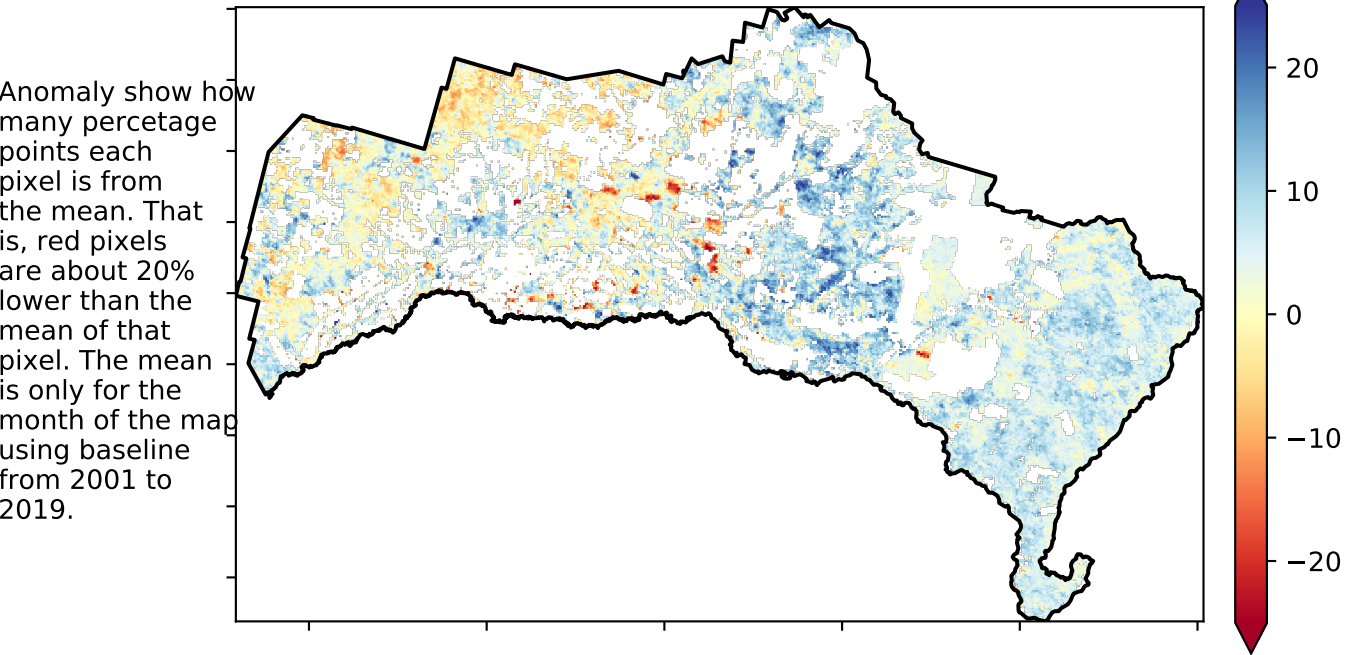 Anomaly show how
many percetage
points each
pixel is from
the mean. That
is, red pixels
are about 20%
lower than the
mean of that
pixel. The mean
is only for the
month of the map
using baseline
from 2001 to
2019.
20
10
0
−10
−20